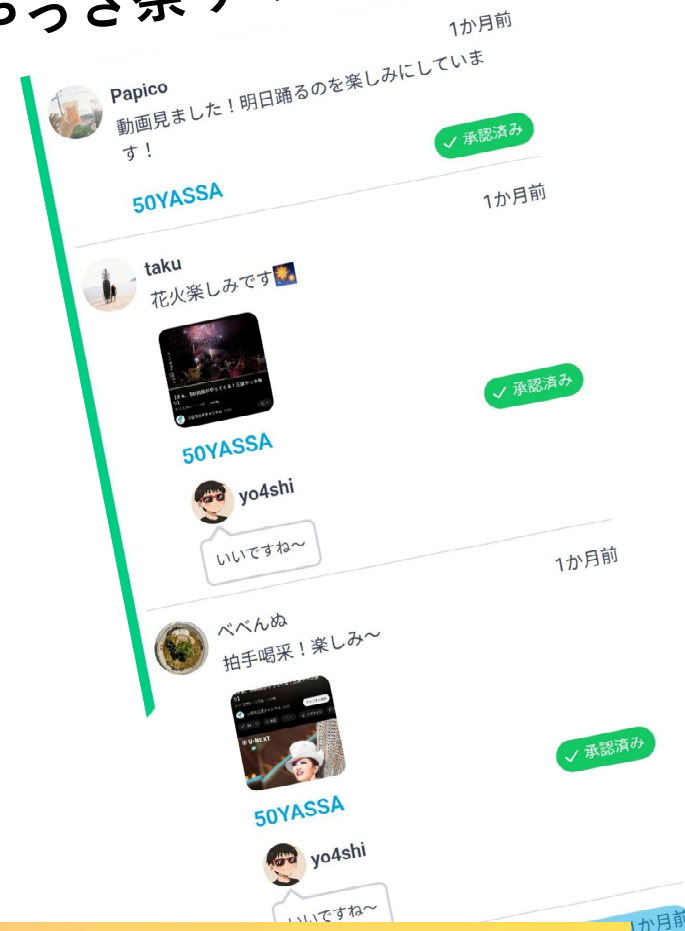 1か月前
Papico
動画見ました！明日踊るのを楽しみにしていま
す！
承認済み
50YASSA
1か月前
taku
花火楽しみです🎇
承認済み
50YASSA
yo4shi
いいですね〜
1か月前
べべんぬ
拍手喝采！楽しみ〜
U-NEXT
承認済み
50YASSA
yo4shi
いいですね〜
1か月前